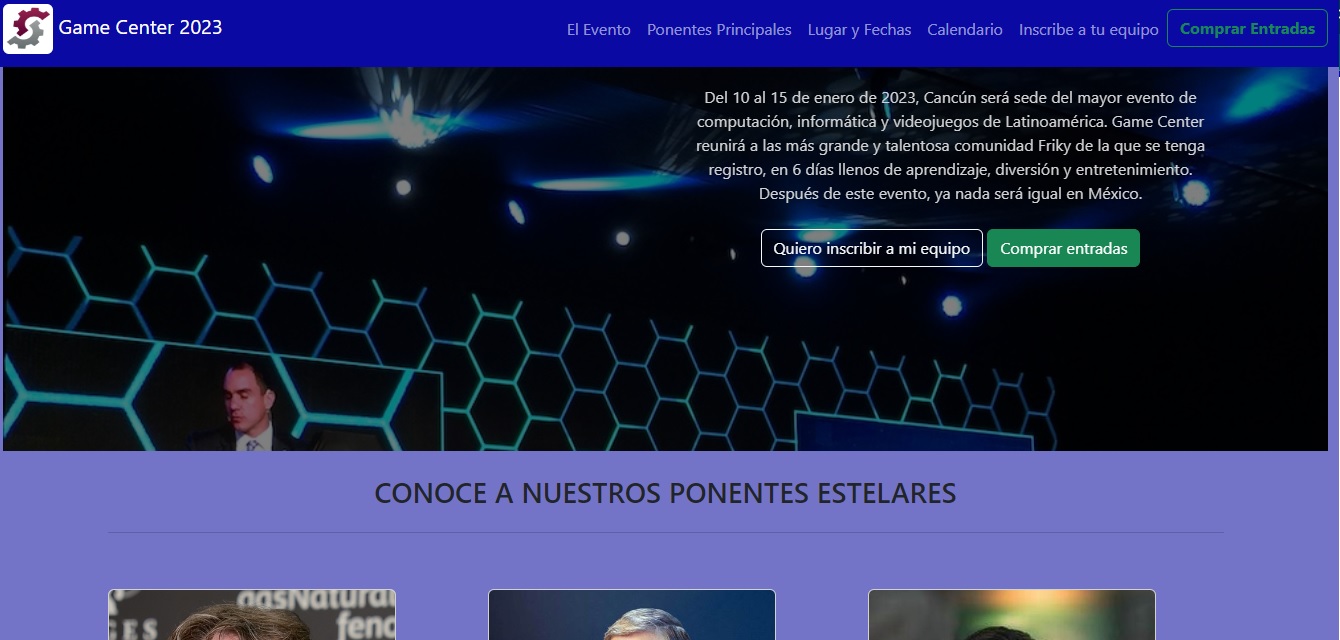 Game Center 2023
El Evento Ponentes Principales Lugar y Fechas Calendario Inscribe a tu equipo Comprar Entradas
Del 10 al 15 de enero de 2023, Cancún será sede del mayor evento de
computación, informática y videojuegos de Latinoamérica. Game Center
reunirá a las más grande y talentosa comunidad Friky de la que se tenga
registro, en 6 días llenos de aprendizaje, diversión y entretenimiento.
Después de este evento, ya nada será igual en México.
Quiero inscribir a mi equipo Comprar entradas
CONOCE A NUESTROS PONENTES ESTELARES
gasNatural
feno